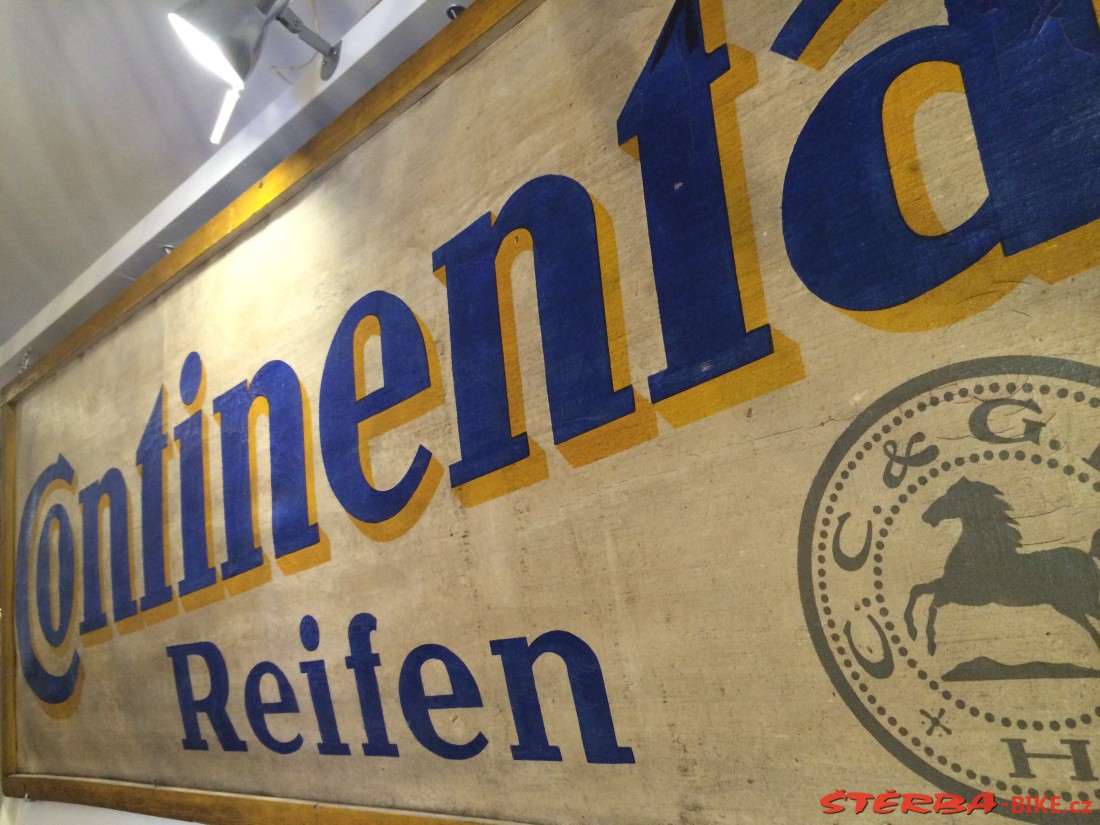 Continenta
Reifen
C.C. & G.P.
H
ŠTĚRBA-BIKE.cz